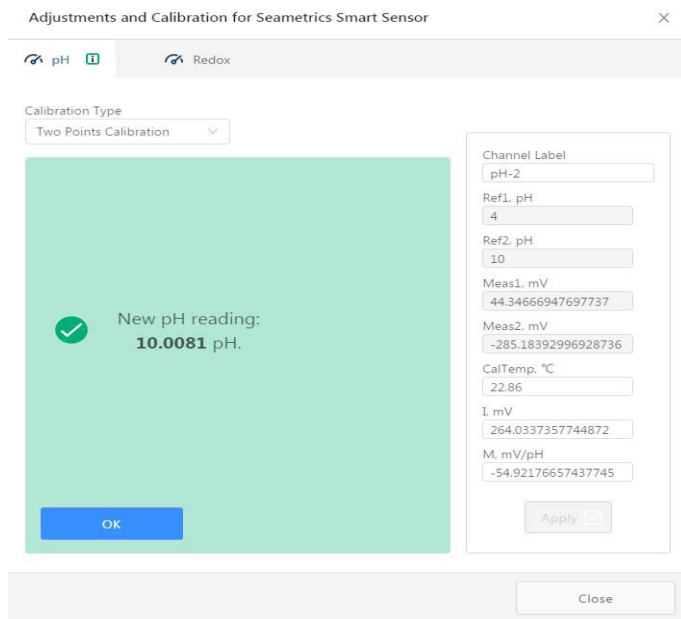 Adjustments and Calibration for Seametrics Smart Sensor
pH
Redox
Calibration Type
Two Points Calibration
New pH reading:
10.0081 pH.
OK
Channel Label
pH-2
Ref1, pH
4
Ref2, pH
10
Meas1, mV
44.34666947697737
Meas2, mV
-285.18392996928736
CalTemp, °C
22.86
I, mV
264.0337357744872
M, mV/pH
-54.92176657437745
Apply
Close